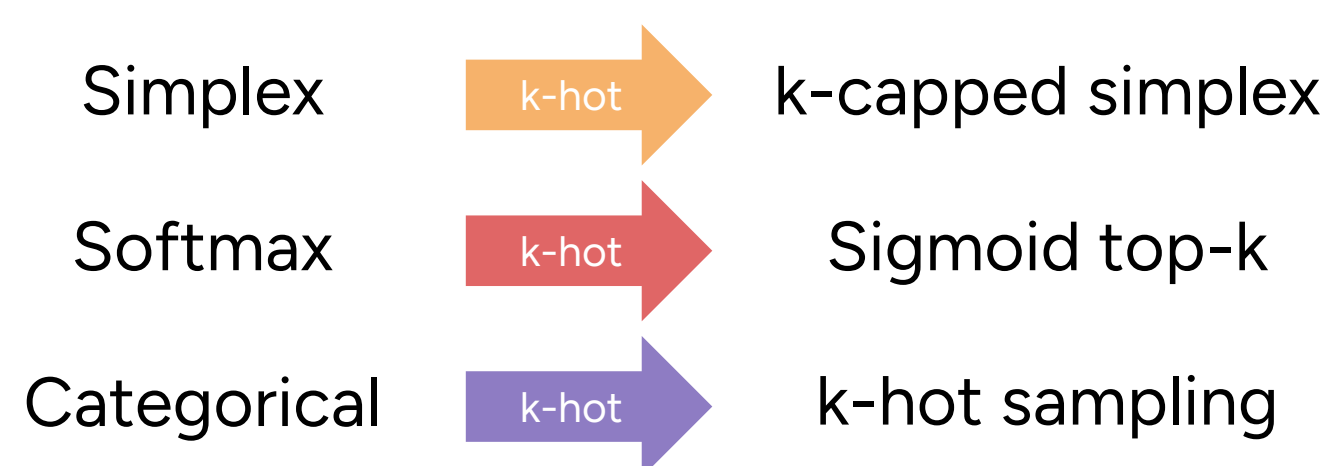 Simplex k-hot k-capped simplex
Softmax k-hot Sigmoid top-k
Categorical k-hot k-hot sampling